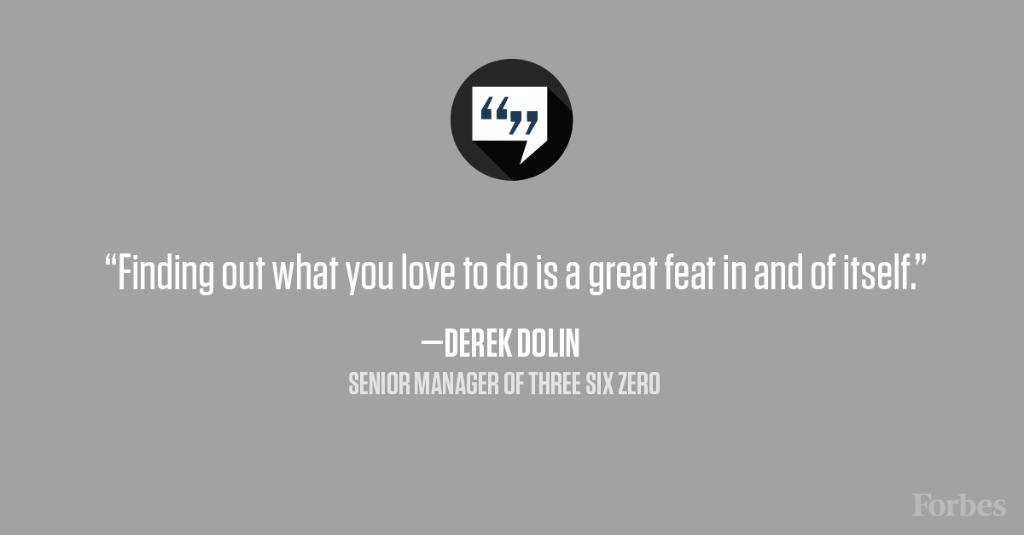 “Finding out what you love to do is a great feat in and of itself.”
—DEREK DOLIN
SENIOR MANAGER OF THREE SIX ZERO
Forbes